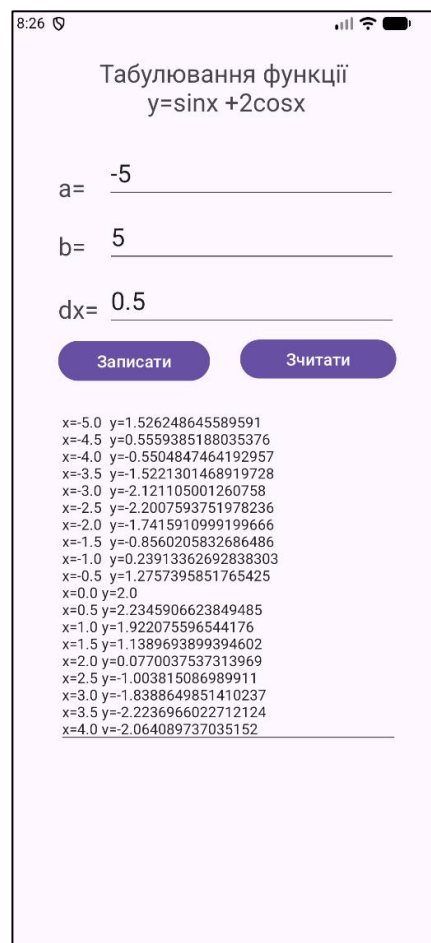 8:26
Табулювання функції
y=sinx +2cosx
a= -5
b= 5
dx= 0.5
Записати Зчитати
x=-5.0 y=1.526248645589591
x=-4.5 y=0.5559385188035376
x=-4.0 y=-0.5504847464192957
x=-3.5 y=-1.5221301468919728
x=-3.0 y=-2.121105001260758
x=-2.5 y=-2.2007593751978236
x=-2.0 y=-1.7415910999199666
x=-1.5 y=-0.8560205832686486
x=-1.0 y=0.23913362692838303
x=-0.5 y=1.2757395851765425
x=0.0 y=2.0
x=0.5 y=2.2345906623849485
x=1.0 y=1.922075596544176
x=1.5 y=1.1389693899394602
x=2.0 y=0.0770037537313969
x=2.5 y=-1.003815086989911
x=3.0 y=-1.8388649851410237
x=3.5 y=-2.2236966022712124
x=4.0 y=-2.064089737035152